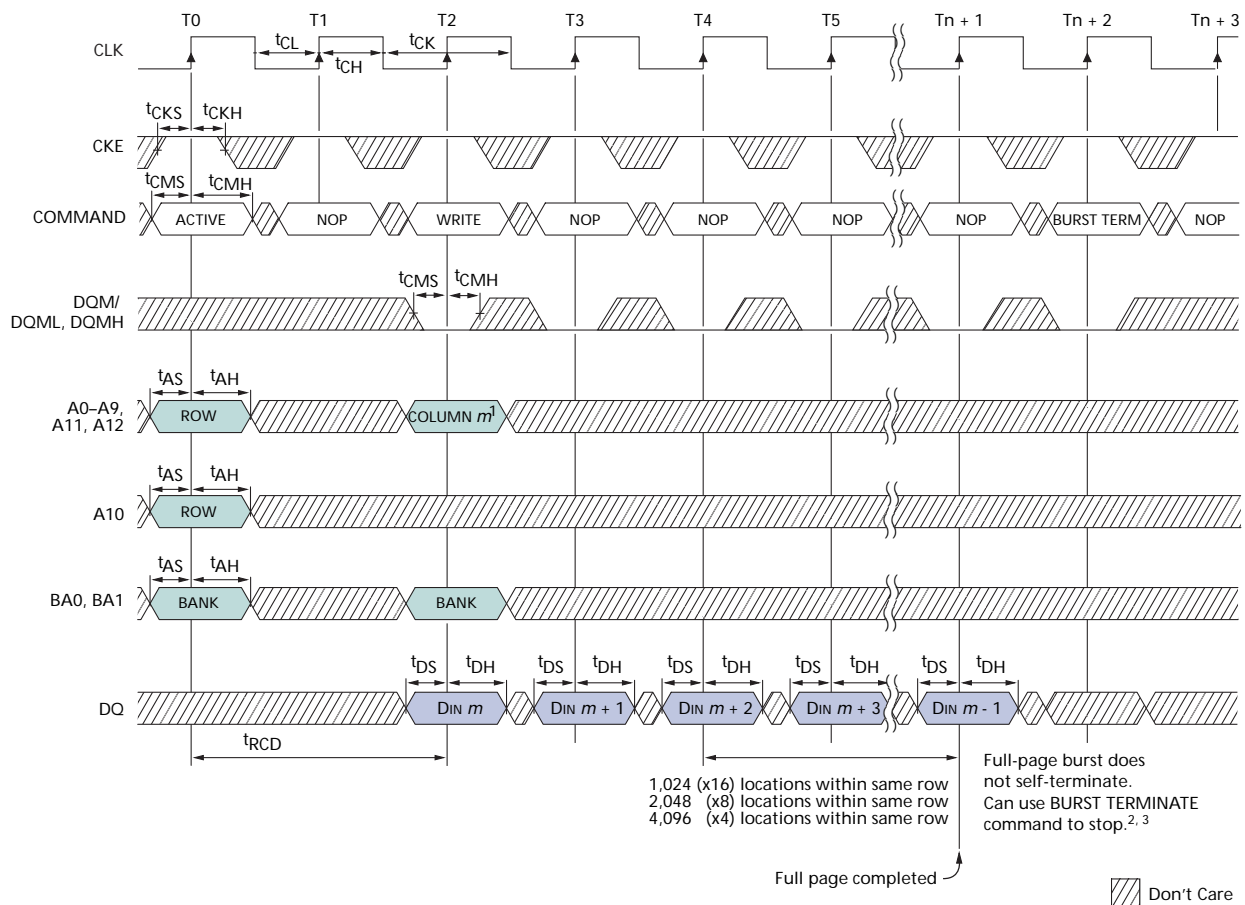 T0 T1 T2 T3 T4 T5 Tn + 1 Tn + 2 Tn + 3
CLK
tCL tCK
tCH
tCKS tCKH
CKE
tCMS tCMH
COMMAND ACTIVE NOP WRITE NOP NOP NOP NOP BURST TERM NOP
tCMS tCMH
DQM/
DQML, DQMH
tAS tAH
A0–A9,
A11, A12
ROW COLUMN m1
tAS tAH
A10 ROW
tAS tAH
BA0, BA1 BANK BANK
tDS tDH tDS tDH tDS tDH tDS tDH tDS tDH
DQ DIN m DIN m + 1 DIN m + 2 DIN m + 3 DIN m - 1
tRCD
1,024 (x16) locations within same row
2,048 (x8) locations within same row
4,096 (x4) locations within same row
Full-page burst does
not self-terminate.
Can use BURST TERMINATE
command to stop.2, 3
Full page completed
Don't Care